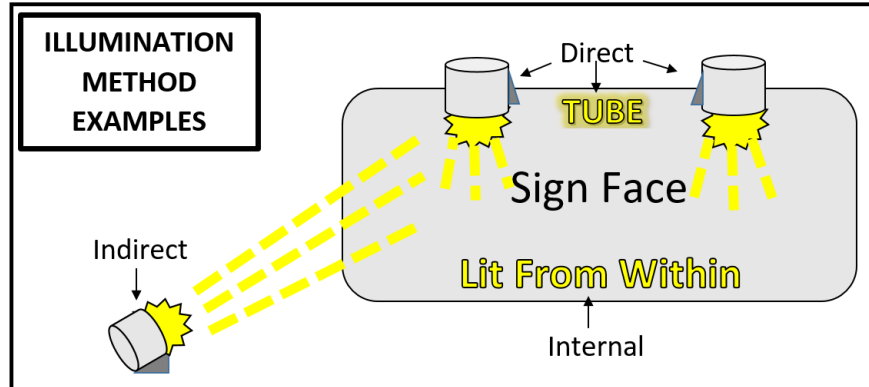 ILLUMINATION
METHOD
EXAMPLES
Direct
TUBE
Sign Face
Indirect
Lit From Within
Internal